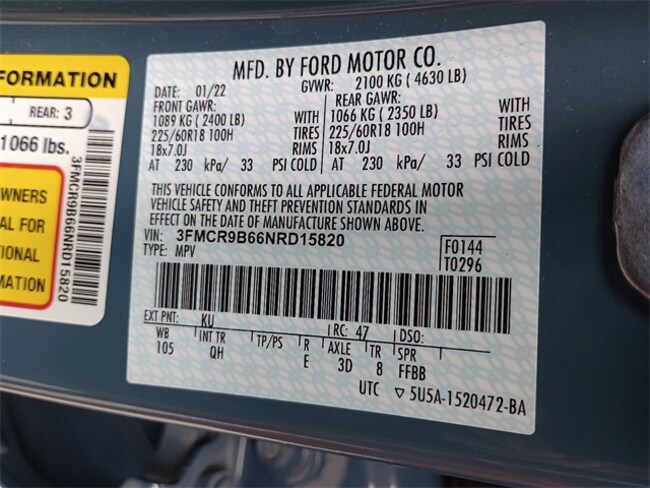 FORMATION
REAR: 3
1066 lbs.
WNERS
AL FOR
IONAL
MATION
3FMCR9B66NRD15820
MFD. BY FORD MOTOR CO.
DATE: 01/22 GVWR: 2100 KG ( 4630 LB)
FRONT GAWR: REAR GAWR:
1089 KG ( 2400 LB) WITH 1066 KG ( 2350 LB) WITH
225/60R18 100H TIRES 225/60R18 100H TIRES
18x7.0J RIMS 18x7.0J RIMS
AT 230 kPa/ 33 PSI COLD AT 230 kPa/ 33 PSI COLD
THIS VEHICLE CONFORMS TO ALL APPLICABLE FEDERAL MOTOR
VEHICLE SAFETY AND THEFT PREVENTION STANDARDS IN
EFFECT ON THE DATE OF MANUFACTURE SHOWN ABOVE.
VIN: 3FMCR9B66NRD15820 F0144
TYPE: MPV T0296
EXT PNT: KU RC: 47 DSO:
WB INT TR TP/PS R AXLE TR SPR
105 QH E 3D 8 FFBB
UTC ▽ 5U5A-1520472-BA